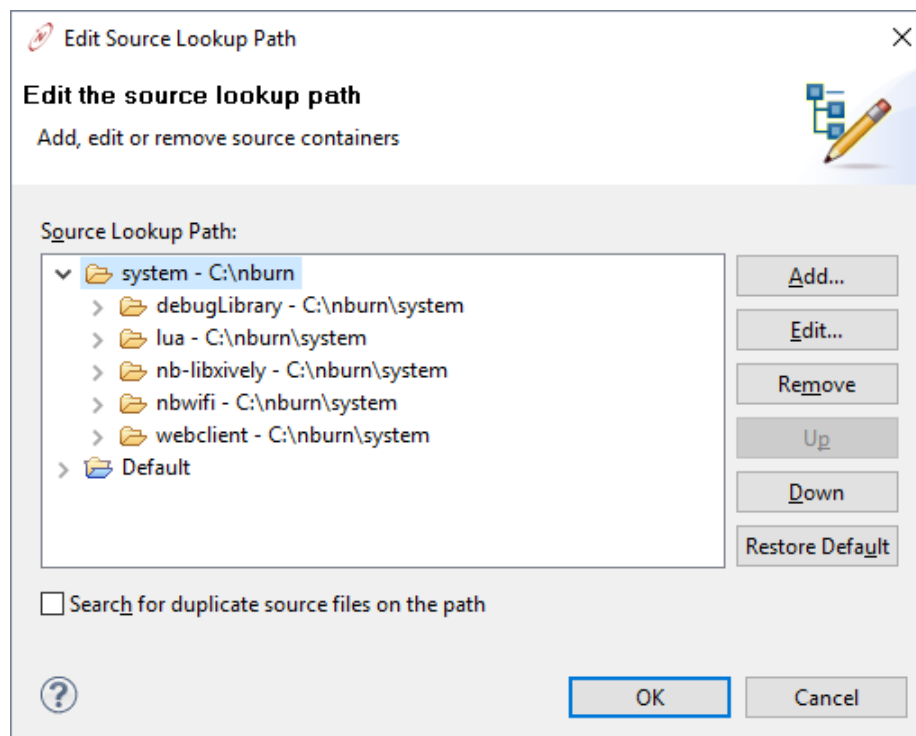 Edit Source Lookup Path
Edit the source lookup path
Add, edit or remove source containers
Source Lookup Path:
system - C:\nburn
debugLibrary - C:\nburn\system
lua - C:\nburn\system
nb-libxively - C:\nburn\system
nbwifi - C:\nburn\system
webclient - C:\nburn\system
Default
Add...
Edit...
Remove
Up
Down
Restore Default
Search for duplicate source files on the path
?
OK
Cancel